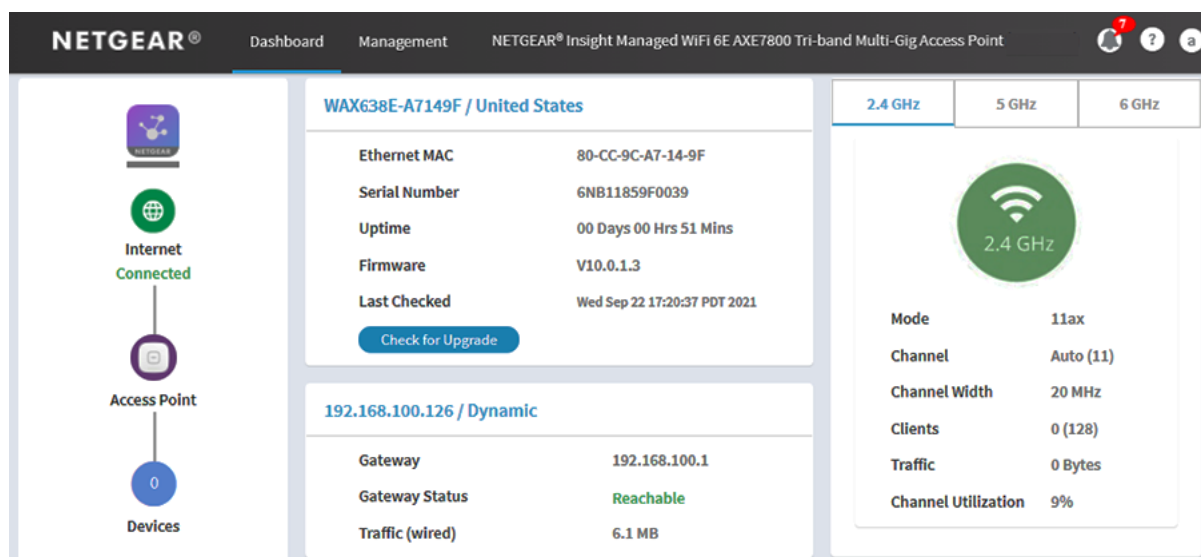 NETGEAR® Dashboard Management NETGEAR® Insight Managed WiFi 6E AXE7800 Tri-band Multi-Gig Access Point 7 ? a
NETGEAR
Internet
Connected
Access Point
0
Devices
WAX638E-A7149F / United States
Ethernet MAC 80-CC-9C-A7-14-9F
Serial Number 6NB11859F0039
Uptime 00 Days 00 Hrs 51 Mins
Firmware V10.0.1.3
Last Checked Wed Sep 22 17:20:37 PDT 2021
Check for Upgrade
192.168.100.126 / Dynamic
Gateway 192.168.100.1
Gateway Status Reachable
Traffic (wired) 6.1 MB
2.4 GHz 5 GHz 6 GHz
2.4 GHz
Mode 11ax
Channel Auto (11)
Channel Width 20 MHz
Clients 0 (128)
Traffic 0 Bytes
Channel Utilization 9%